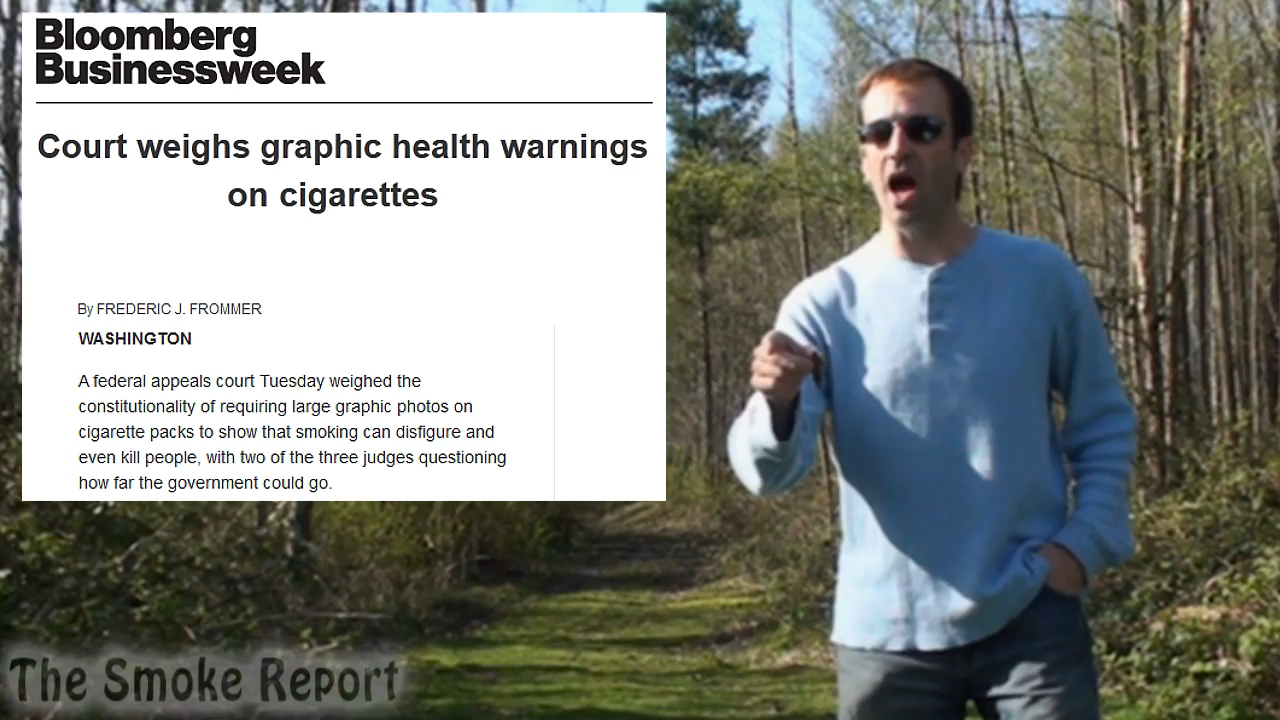 Bloomberg
Businessweek
Court weighs graphic health warnings
on cigarettes
By FREDERIC J. FROMMER
WASHINGTON
A federal appeals court Tuesday weighed the
constitutionality of requiring large graphic photos on
cigarette packs to show that smoking can disfigure and
even kill people, with two of the three judges questioning
how far the government could go.
The Smoke Report